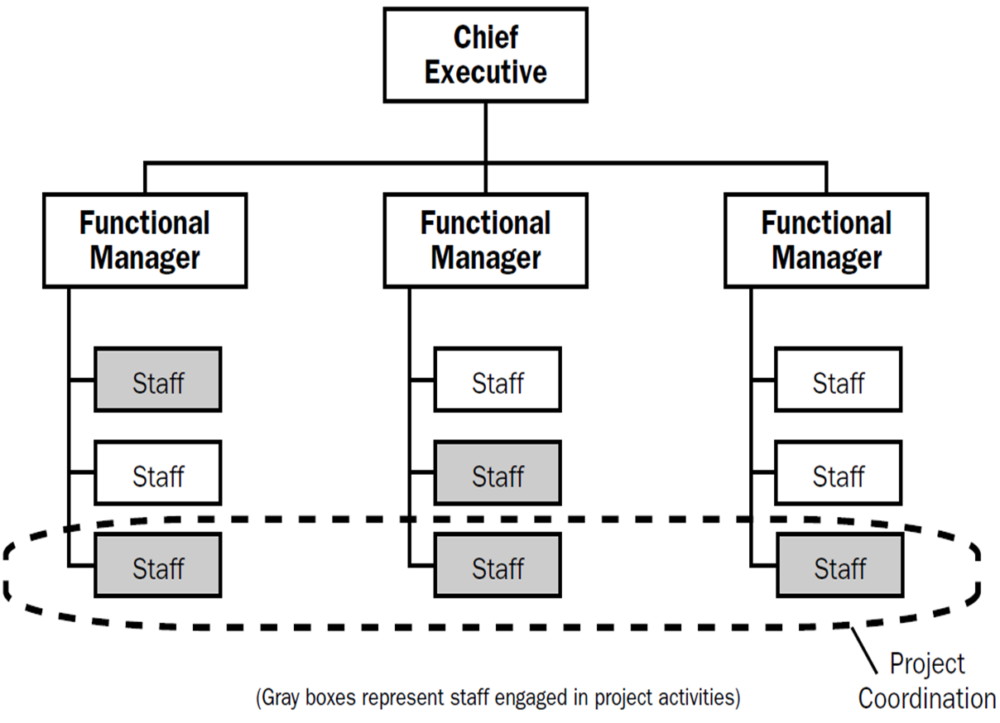 Chief
Executive
Functional
Manager
Functional
Manager
Functional
Manager
Staff
Staff
Staff
Staff
Staff
Staff
Staff
Staff
Staff
Project
Coordination
(Gray boxes represent staff engaged in project activities)